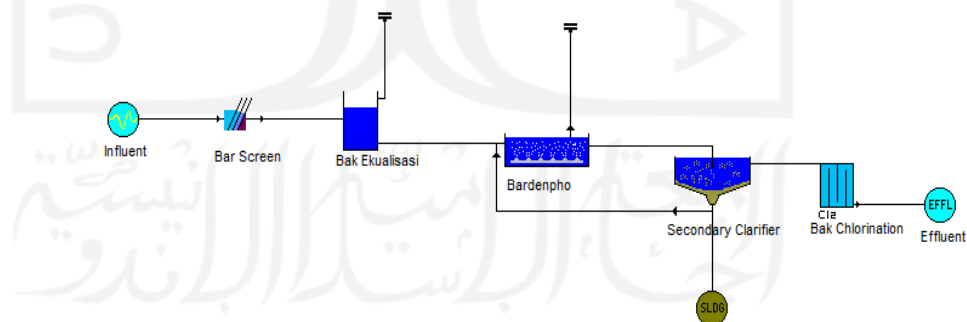 Influent
Bar Screen
Bak Ekualisasi
Bardenpho
Secondary Clarifier
Cl2
Bak Chlorination
EFFL
Effluent
SLDG